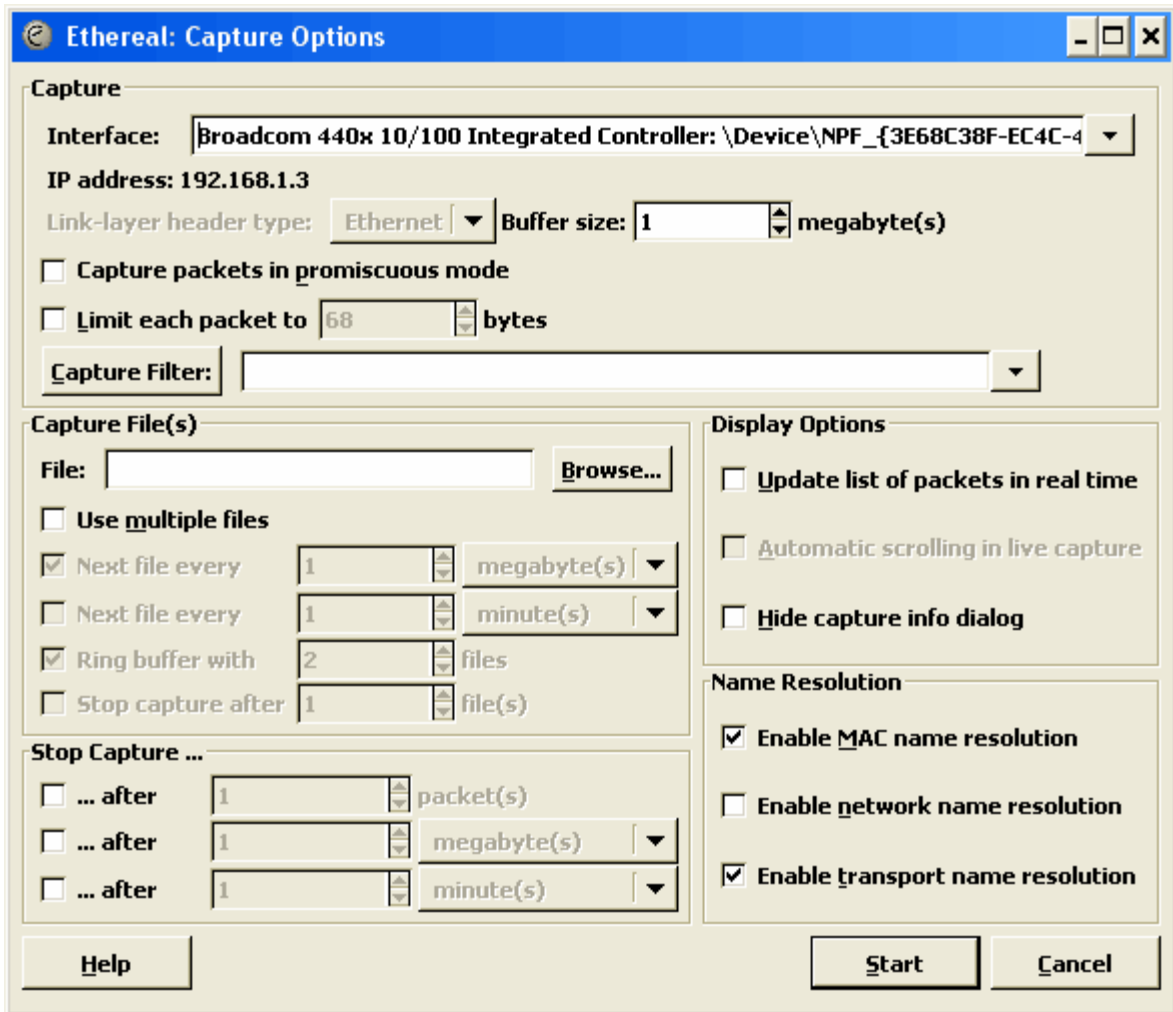 Ethereal: Capture Options
Capture
Interface: Broadcom 440x 10/100 Integrated Controller: \Device\NPF_{3E68C38F-EC4C-4
IP address: 192.168.1.3
Link-layer header type: Ethernet Buffer size: 1 megabyte(s)
Capture packets in promiscuous mode
Limit each packet to 68 bytes
Capture Filter:
Capture File(s)
File: Browse...
Use multiple files
Next file every 1 megabyte(s)
Next file every 1 minute(s)
Ring buffer with 2 files
Stop capture after 1 file(s)
Stop Capture ...
... after 1 packet(s)
... after 1 megabyte(s)
... after 1 minute(s)
Display Options
Update list of packets in real time
Automatic scrolling in live capture
Hide capture info dialog
Name Resolution
Enable MAC name resolution
Enable network name resolution
Enable transport name resolution
Help Start Cancel